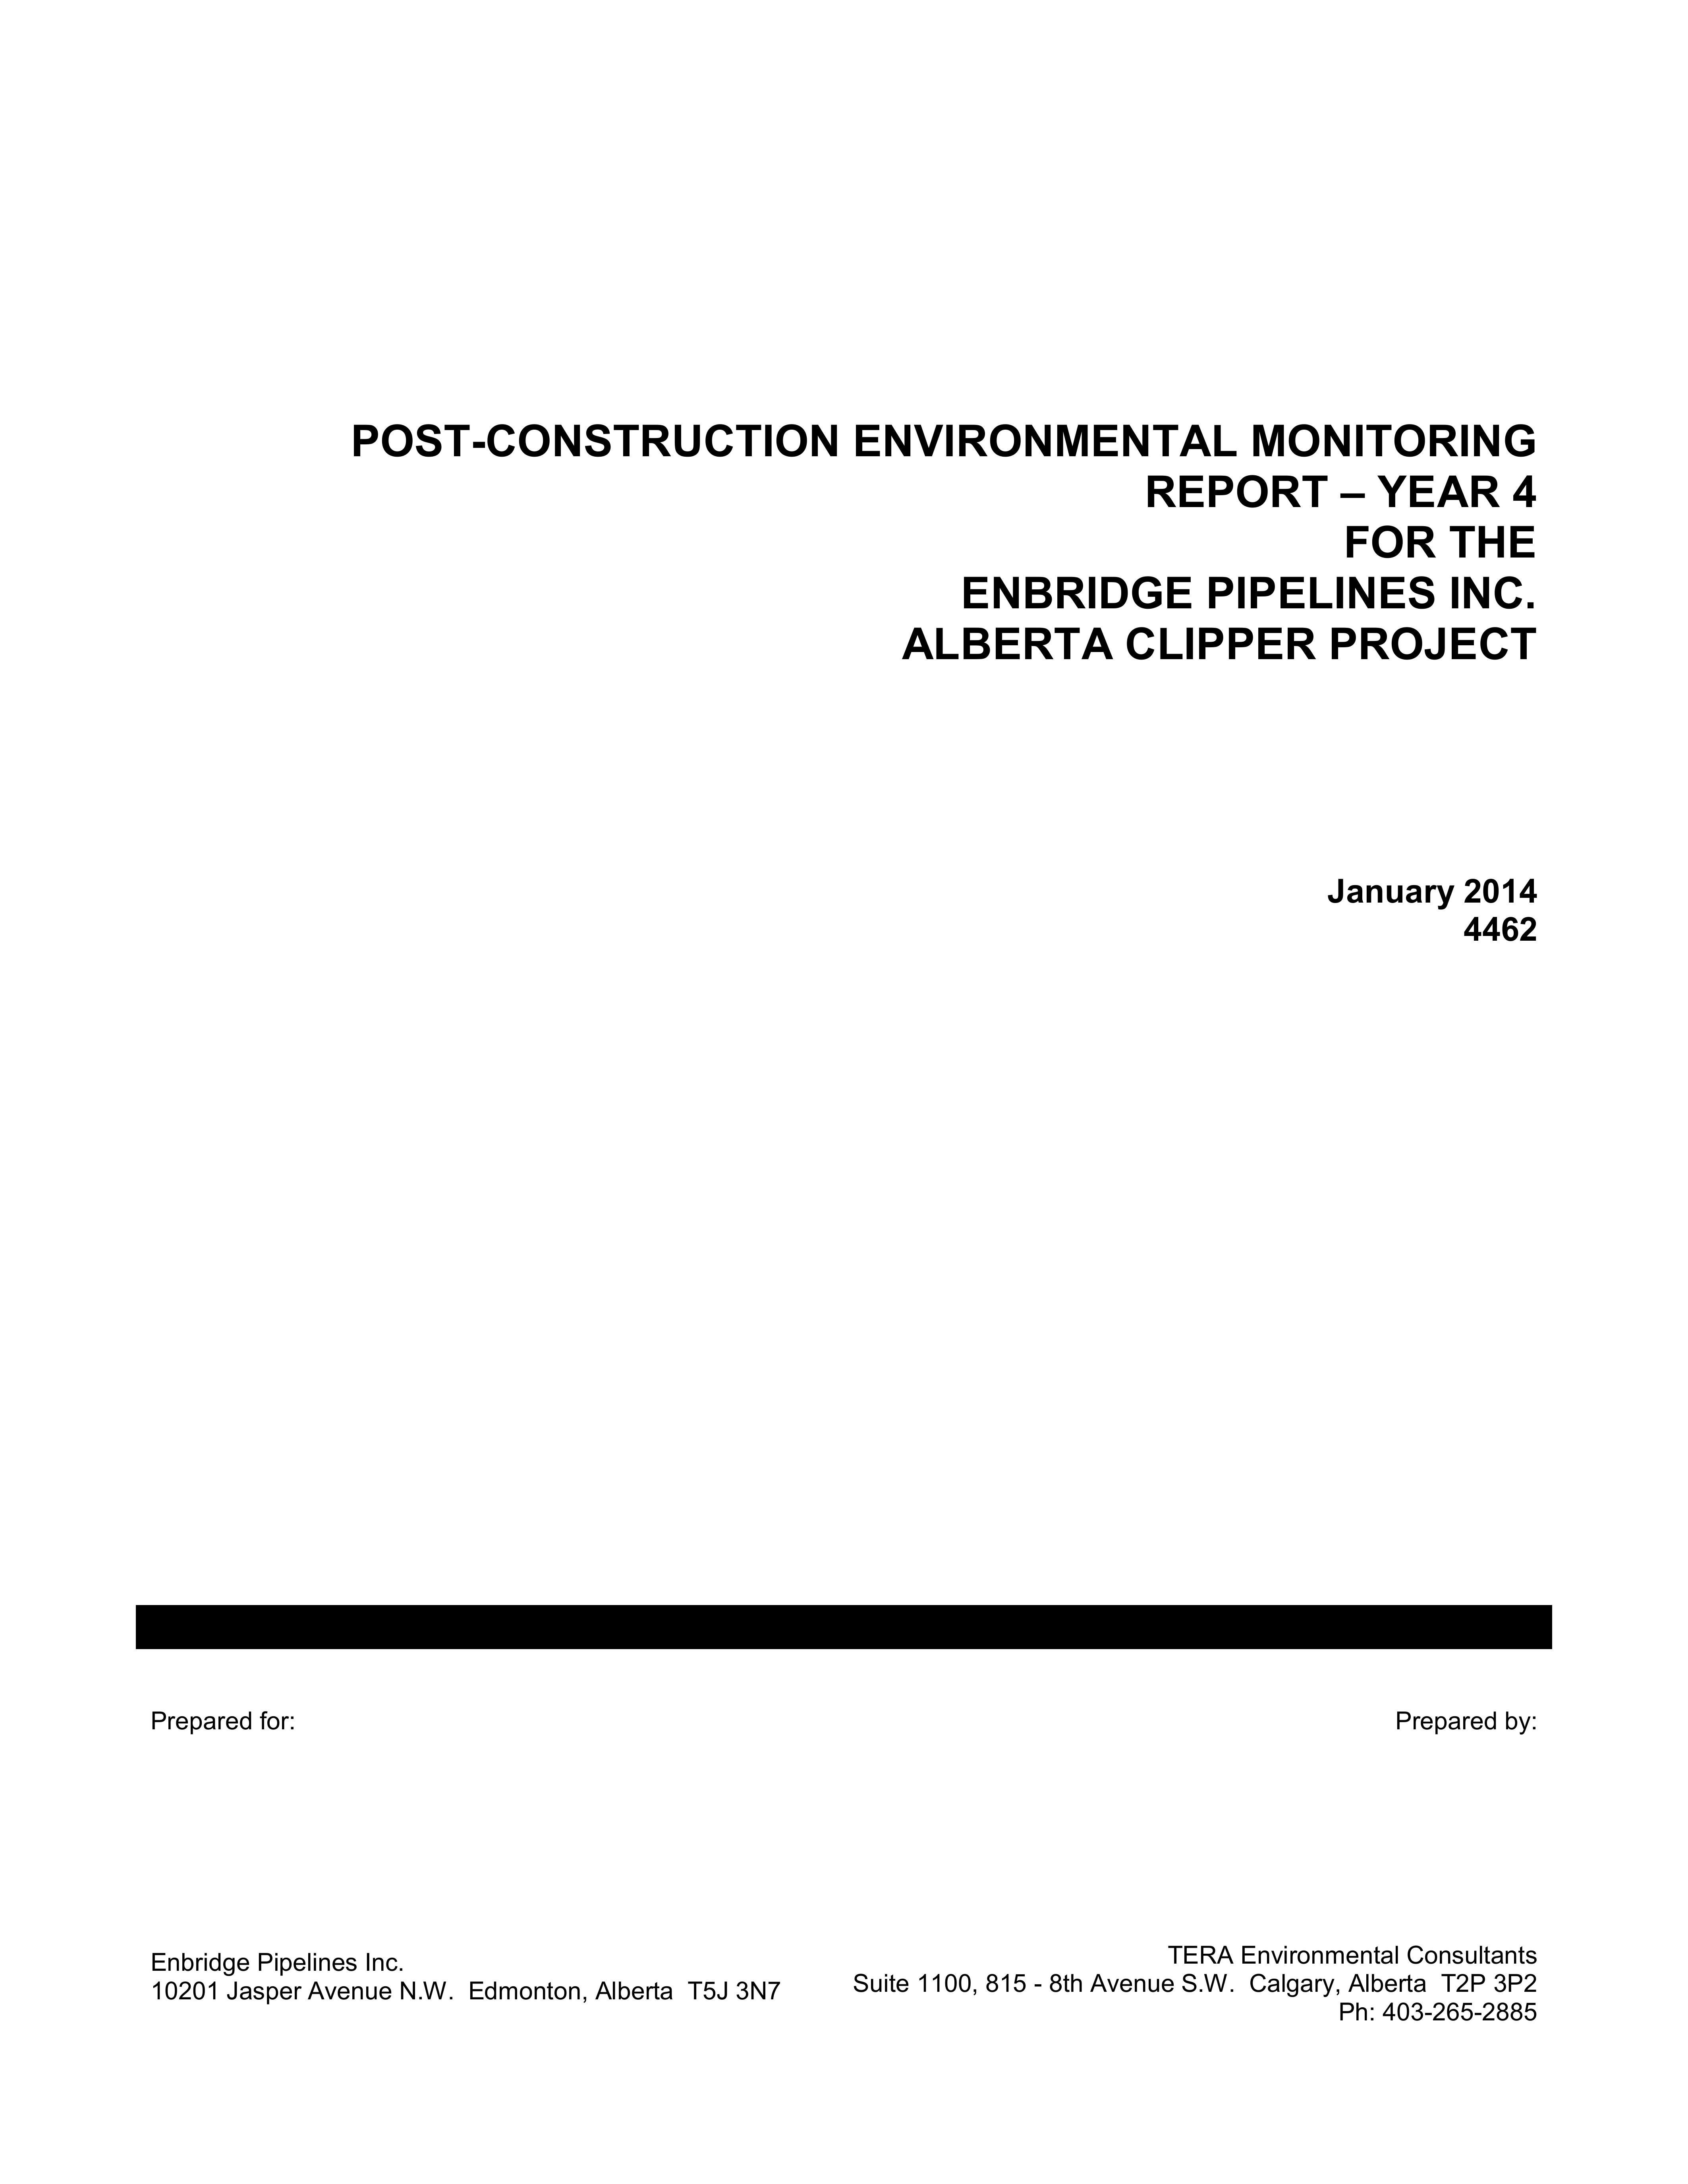 POST-CONSTRUCTION ENVIRONMENTAL MONITORING
REPORT – YEAR 4
FOR THE
ENBRIDGE PIPELINES INC.
ALBERTA CLIPPER PROJECT
January 2014
4462
Prepared for:
Prepared by:
Enbridge Pipelines Inc.
10201 Jasper Avenue N.W.  Edmonton, Alberta  T5J 3N7
TERA Environmental Consultants
Suite 1100, 815 - 8th Avenue S.W.  Calgary, Alberta  T2P 3P2
Ph: 403-265-2885